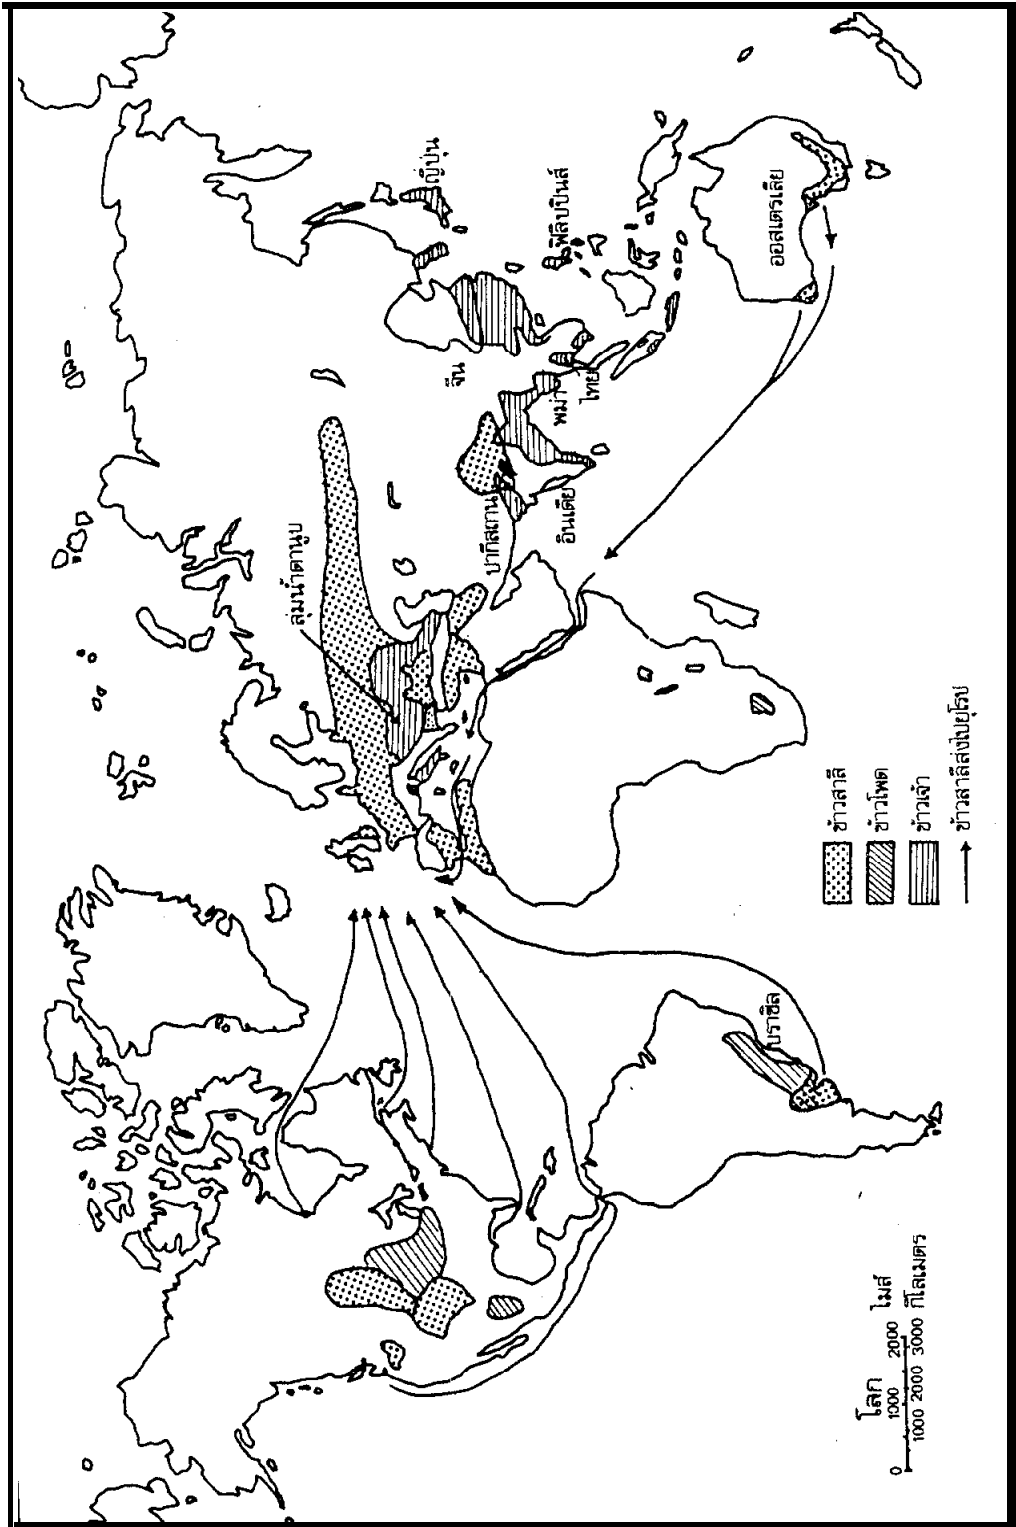 ลุ่มน้ำดานูบ
ปากีสถาน
อินเดีย
พม่า
ไทย
จีน
ญี่ปุ่น
ฟิลิปปินส์
ออสเตรเลีย
บราซิล
ข้าวสาลี
ข้าวโพด
ข้าวเจ้า
ข้าวสาลีส่งไปยุโรป
โลก
0 1000 2000 ไมล์
1000 2000 3000 กิโลเมตร